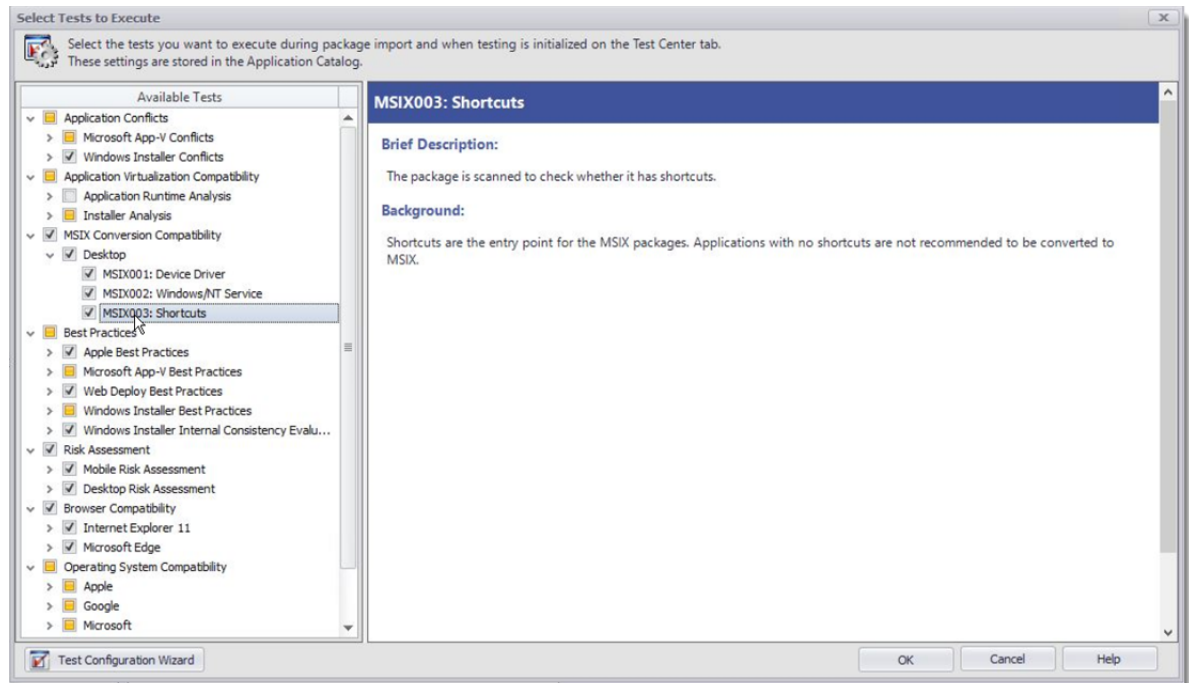 Select Tests to Execute
Select the tests you want to execute during package import and when testing is initialized on the Test Center tab.
These settings are stored in the Application Catalog.
Available Tests
Application Conflicts
Microsoft App-V Conflicts
Windows Installer Conflicts
Application Virtualization Compatibility
Application Runtime Analysis
Installer Analysis
MSIX Conversion Compatibility
Desktop
MSIX001: Device Driver
MSIX002: Windows/NT Service
MSIX003: Shortcuts
Best Practices
Apple Best Practices
Microsoft App-V Best Practices
Web Deploy Best Practices
Windows Installer Best Practices
Windows Installer Internal Consistency Evalu...
Risk Assessment
Mobile Risk Assessment
Desktop Risk Assessment
Browser Compatibility
Internet Explorer 11
Microsoft Edge
Operating System Compatibility
Apple
Google
Microsoft
MSIX003: Shortcuts
Brief Description:
The package is scanned to check whether it has shortcuts.
Background:
Shortcuts are the entry point for the MSIX packages. Applications with no shortcuts are not recommended to be converted to
MSIX.
Test Configuration Wizard
OK
Cancel
Help